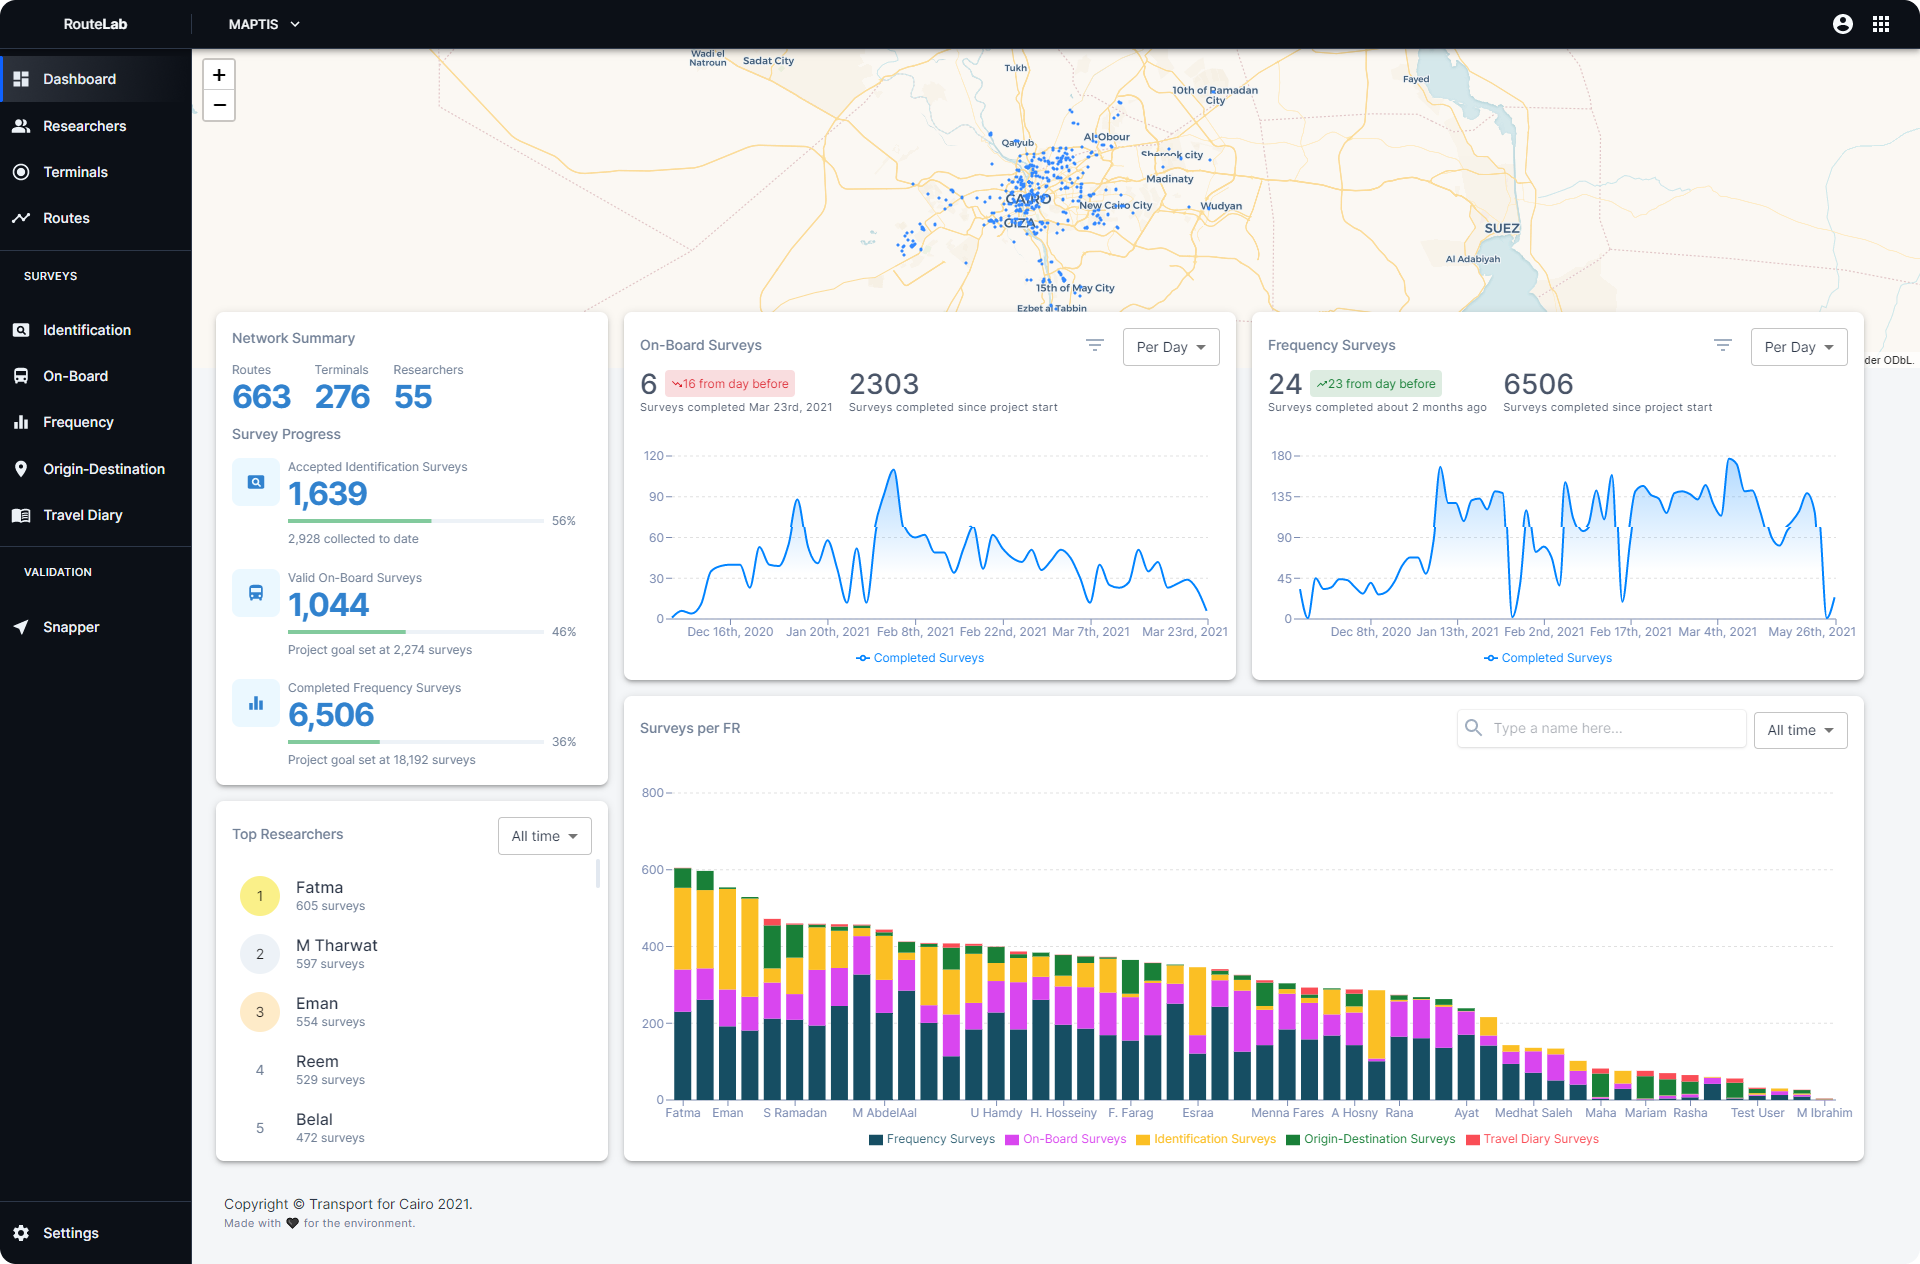 RouteLab
MAPTIS
Dashboard
Researchers
Terminals
Routes
SURVEYS
Identification
On-Board
Frequency
Origin-Destination
Travel Diary
VALIDATION
Snapper
Settings
+
−
Wadi el
Natroun
Sadat City
Tukh
10th of Ramadan
City
Fayed
Qalyub
Al-Obour
Sherook city
Madinaty
CAIRO
New Cairo City
Wudyan
GIZA
SUEZ
Al Adabiyah
15th of May City
Ezbet al-Tabbin
der ODbL.
Network Summary
Routes Terminals Researchers
663 276 55
Survey Progress
Accepted Identification Surveys
1,639
56%
2,928 collected to date
Valid On-Board Surveys
1,044
46%
Project goal set at 2,274 surveys
Completed Frequency Surveys
6,506
36%
Project goal set at 18,192 surveys
On-Board Surveys
Per Day
6 16 from day before 2303
Surveys completed Mar 23rd, 2021 Surveys completed since project start
120
90
60
30
0
Dec 16th, 2020 Jan 20th, 2021 Feb 8th, 2021 Feb 22nd, 2021 Mar 7th, 2021 Mar 23rd, 2021
Completed Surveys
Frequency Surveys
Per Day
24 23 from day before 6506
Surveys completed about 2 months ago Surveys completed since project start
180
135
90
45
0
Dec 8th, 2020 Jan 13th, 2021 Feb 2nd, 2021 Feb 17th, 2021 Mar 4th, 2021 May 26th, 2021
Completed Surveys
Top Researchers
All time
1
Fatma
605 surveys
2
M Tharwat
597 surveys
3
Eman
554 surveys
4
Reem
529 surveys
5
Belal
472 surveys
Surveys per FR
Type a name here...
All time
800
600
400
200
0
Fatma Eman S Ramadan M AbdelAal U Hamdy H. Hosseiny F. Farag Esraa Menna Fares A Hosny Rana Ayat Medhat Saleh Maha Mariam Rasha Test User M Ibrahim
Frequency Surveys On-Board Surveys Identification Surveys Origin-Destination Surveys Travel Diary Surveys
Copyright © Transport for Cairo 2021.
Made with 🖤 for the environment.